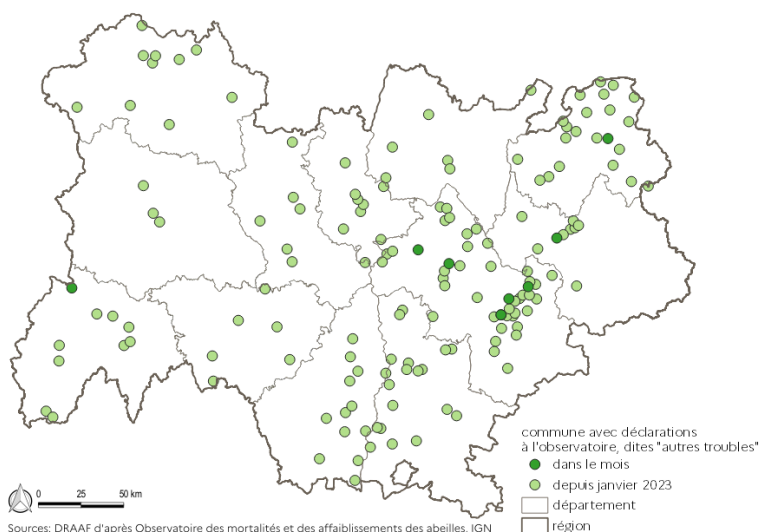 commune avec déclarations
à l'observatoire, dites "autres troubles"
dans le mois
depuis janvier 2023
département
région
0 25 50 km
Sources: DRAAF d'après Observatoire des mortalités et des affaiblissements des abeilles, IGN